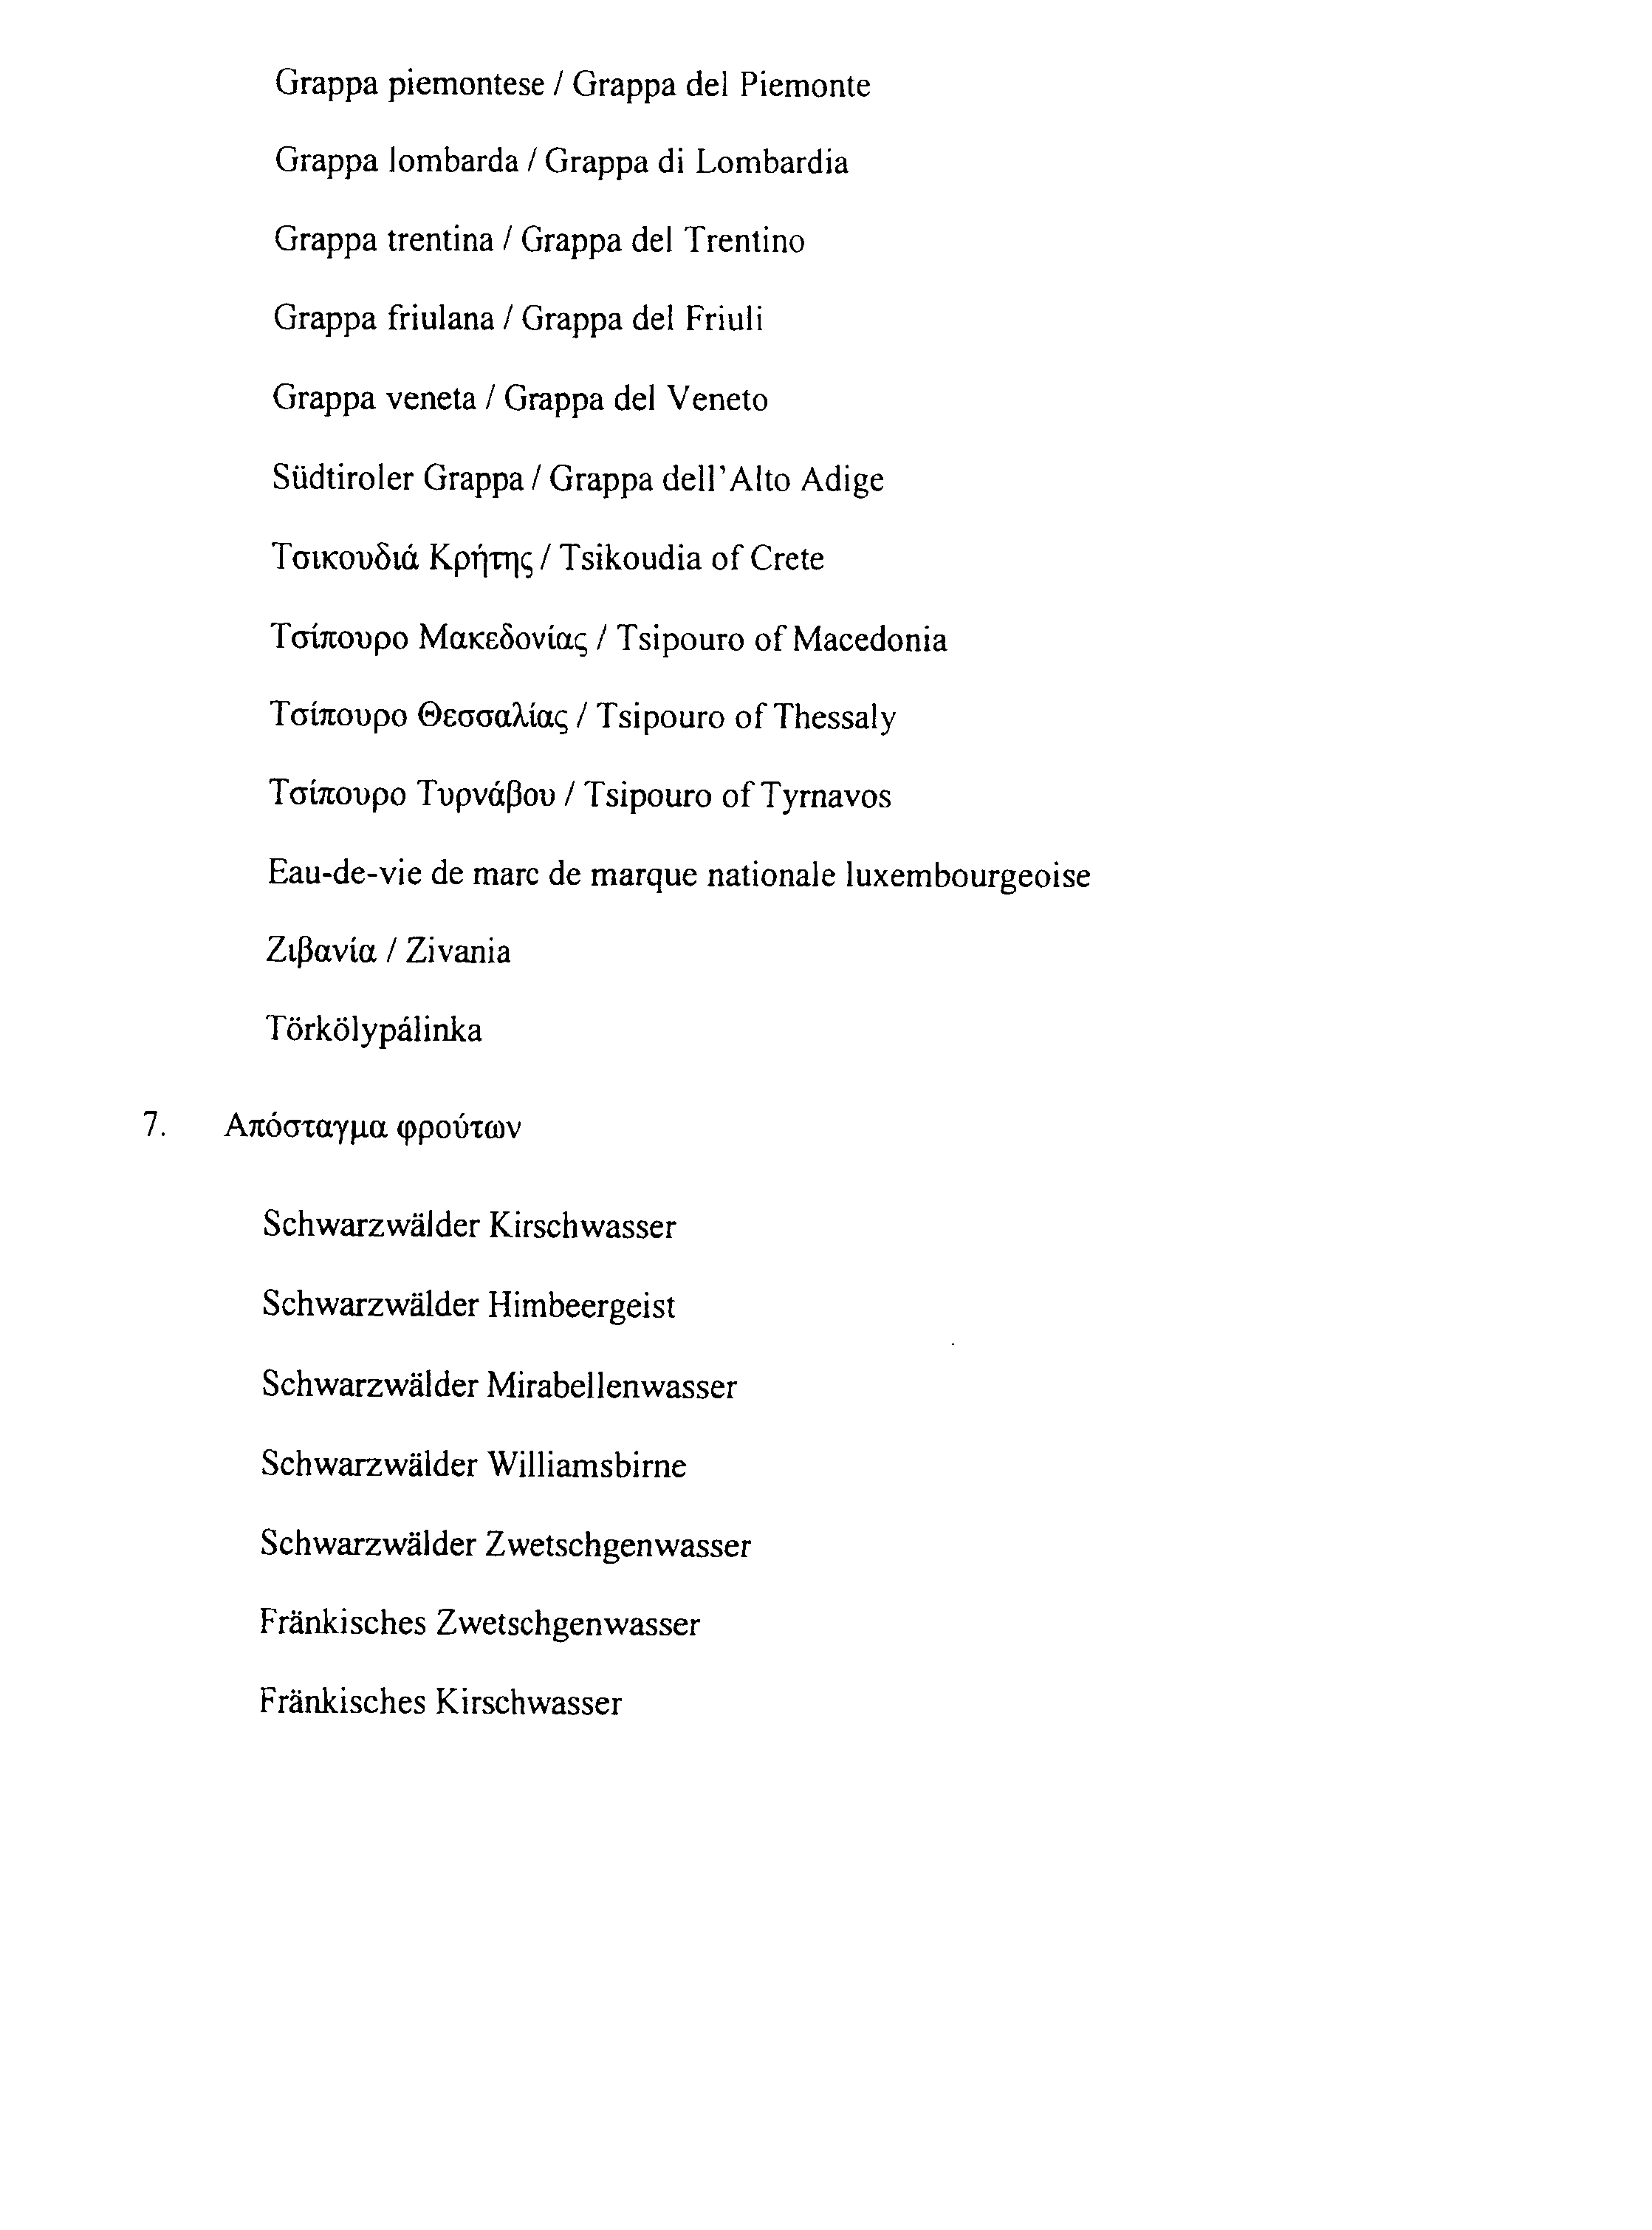 Grappa piemontese / Grappa del Piemonte
Grappa lombarda / Grappa di Lombardia
Grappa trentina / Grappa del Trentino
Grappa friulana / Grappa del Friuli
Grappa veneta / Grappa del Veneto
Südtiroler Grappa / Grappa dell'Alto Adige
Τσικουδιά Κρήτης / Tsikoudia of Crete
Τσίπουρο Μακεδονίας / Tsipouro of Macedonia
Τσίπουρο Θεσσαλίας / Tsipouro of Thessaly
Τσίπουρο Τυρνάβου / Tsipouro of Tyrnavos
Eau-de-vie de marc de marque nationale luxembourgeoise
Ζιβανία / Zivania
Törkölypálinka
7. Απόσταγμα φρούτων
Schwarzwälder Kirschwasser
Schwarzwälder Himbeergeist
Schwarzwälder Mirabellenwasser
Schwarzwälder Williamsbirne
Schwarzwälder Zwetschgenwasser
Fränkisches Zwetschgenwasser
Fränkisches Kirschwasser